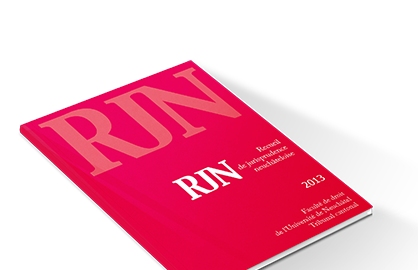 RJN
RJN
Recueil
de jurisprudence
neuchâteloise
2013
Faculté de droit
de l'Université de Neuchâtel
Tribunal cantonal